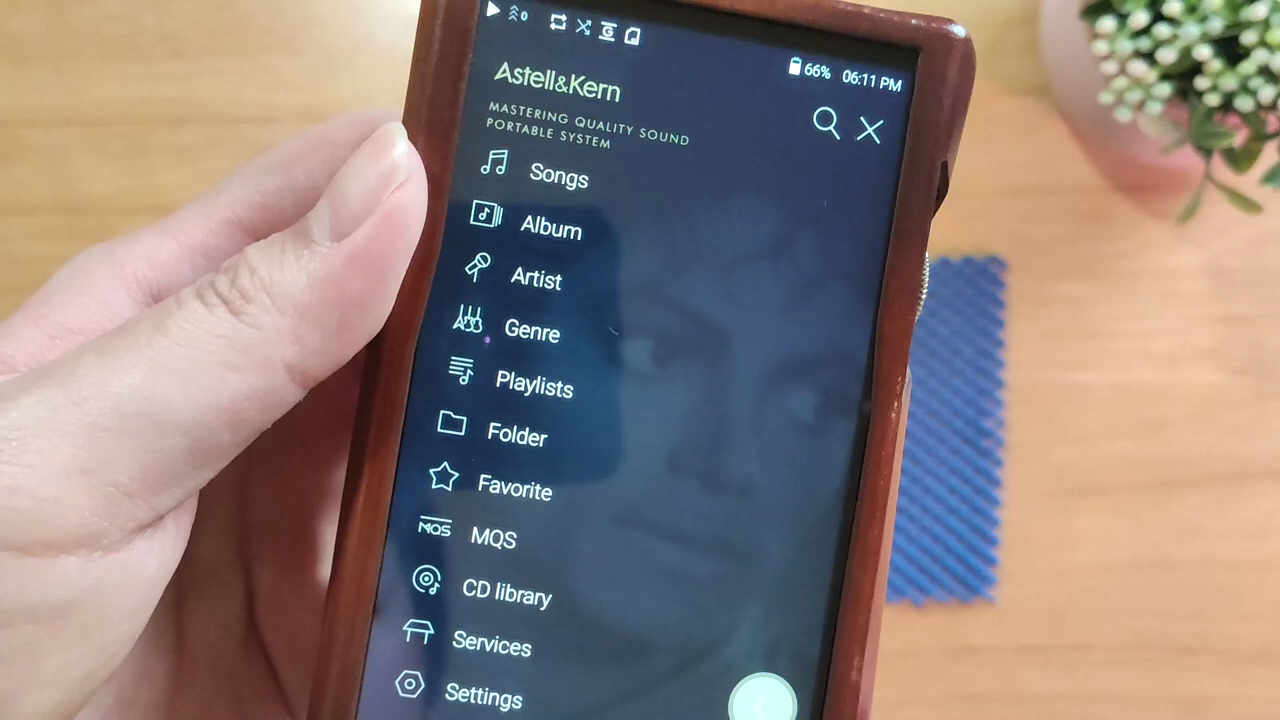 0
66% 06:11 PM
Astell&Kern
MASTERING QUALITY SOUND
PORTABLE SYSTEM
Songs
Album
Artist
Genre
Playlists
Folder
Favorite
MQS MQS
CD library
Services
Settings